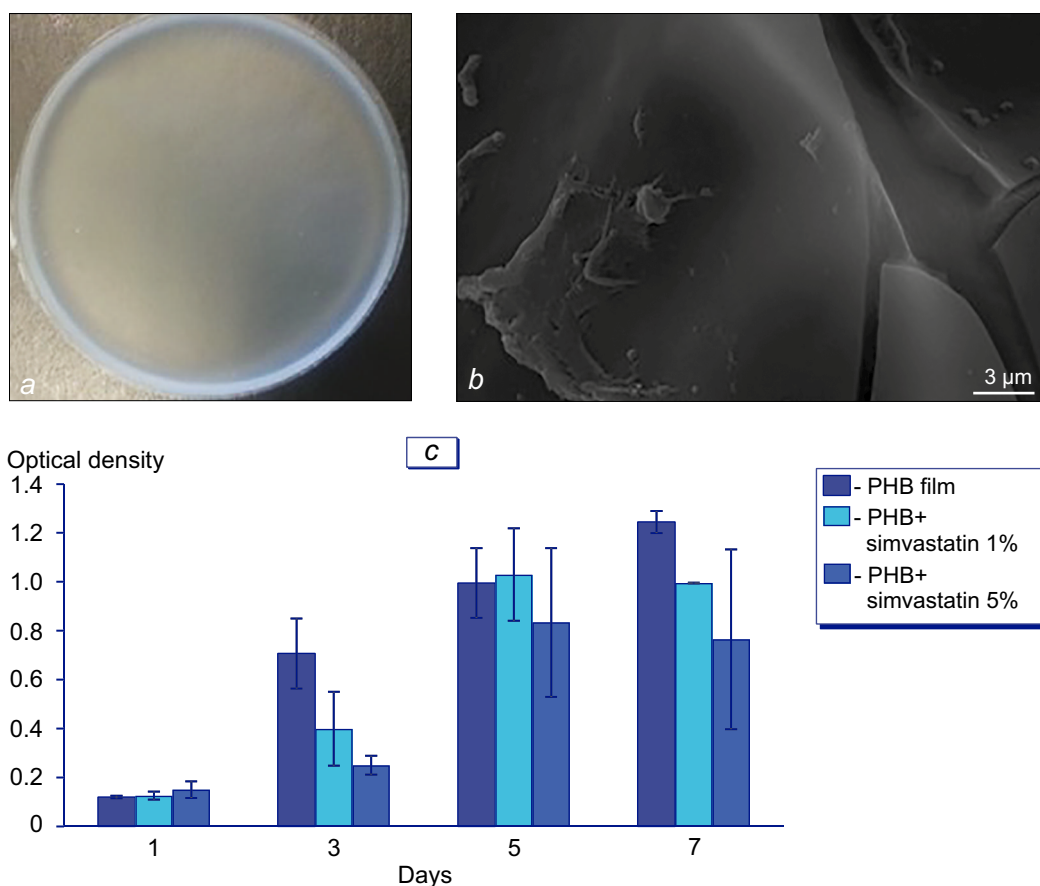 a
b
3 µm
c
Optical density
1.4
1.2
1.0
0.8
0.6
0.4
0.2
0
1 3 5 7
Days
- PHB film
- PHB+
simvastatin 1%
- PHB+
simvastatin 5%